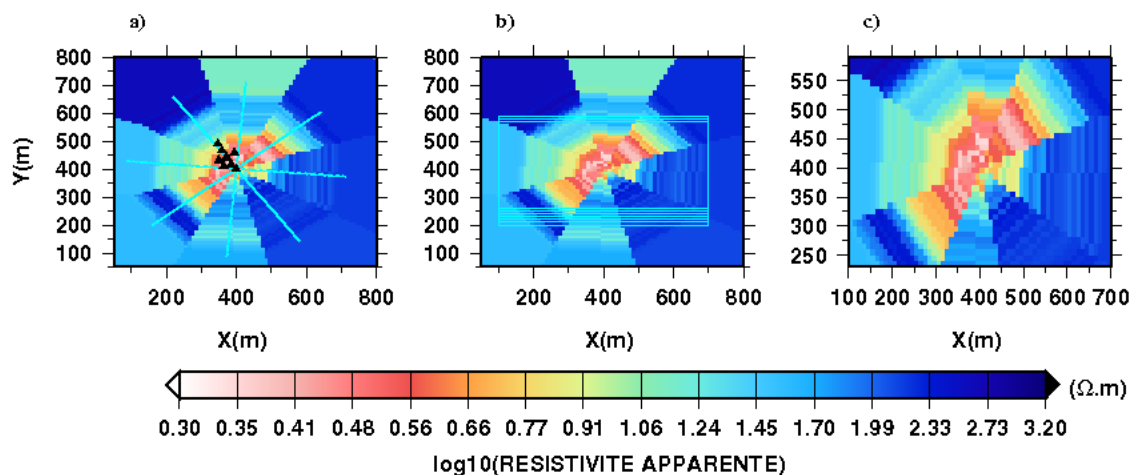 a) b) c)
800 800
700 700 550
600 600 500
500 500 450
400 400 400
300 300 350
200 200 300
100 100 250
Y(m)
200 400 600 800 200 400 600 800 100 200 300 400 500 600 700
X(m) X(m) X(m)
(Ω.m)
0.30 0.35 0.41 0.48 0.56 0.66 0.77 0.91 1.06 1.24 1.45 1.70 1.99 2.33 2.73 3.20
log10(RESISTIVITE APPARENTE)